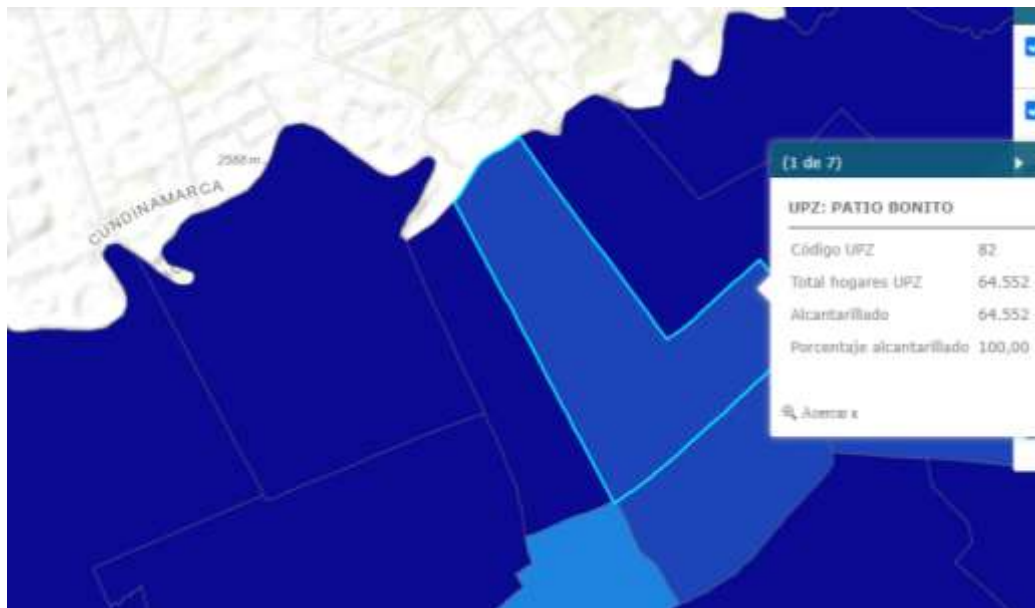 2568 m
CUNDINAMARCA
(1 de 7)
UPZ: PATIO BONITO
Código UPZ 82
Total hogares UPZ 64.552
Alcantarillado 64.552
Porcentaje alcantarillado 100,00
Acercar a